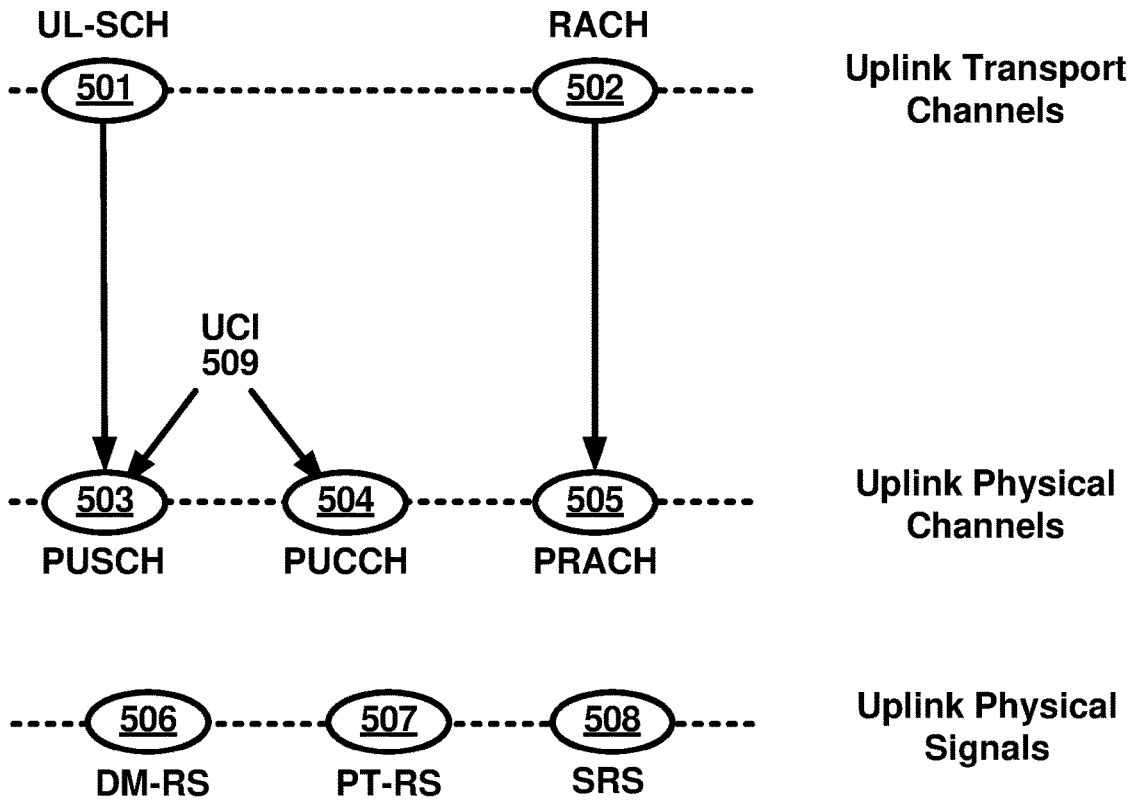 UL-SCH RACH
501 502 Uplink Transport
Channels
UCI
509
503 504 505 Uplink Physical
Channels
PUSCH PUCCH PRACH
506 507 508 Uplink Physical
Signals
DM-RS PT-RS SRS